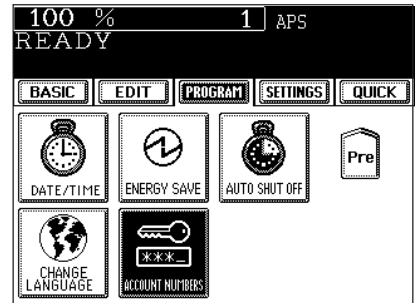 100 % 1 APS
READY
BASIC EDIT PROGRAM SETTINGS QUICK
DATE/TIME ENERGY SAVE AUTO SHUT OFF Pre
CHANGE
LANGUAGE
***_
ACCOUNT NUMBERS